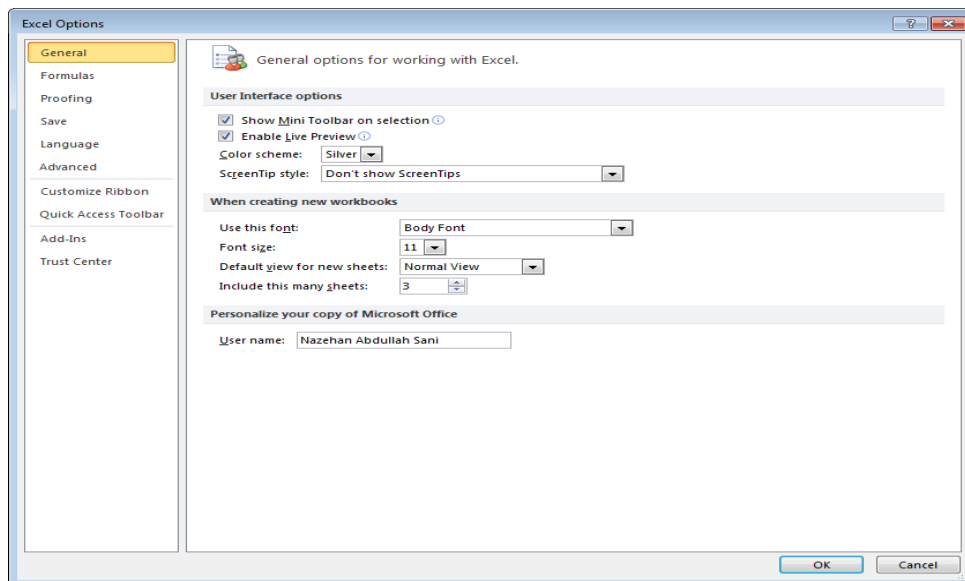 Excel Options
General
Formulas
Proofing
Save
Language
Advanced
Customize Ribbon
Quick Access Toolbar
Add-Ins
Trust Center
General options for working with Excel.
User Interface options
Show Mini Toolbar on selection
Enable Live Preview
Color scheme: Silver
ScreenTip style: Don't show ScreenTips
When creating new workbooks
Use this font: Body Font
Font size: 11
Default view for new sheets: Normal View
Include this many sheets: 3
Personalize your copy of Microsoft Office
User name: Nazehan Abdullah Sani
OK Cancel